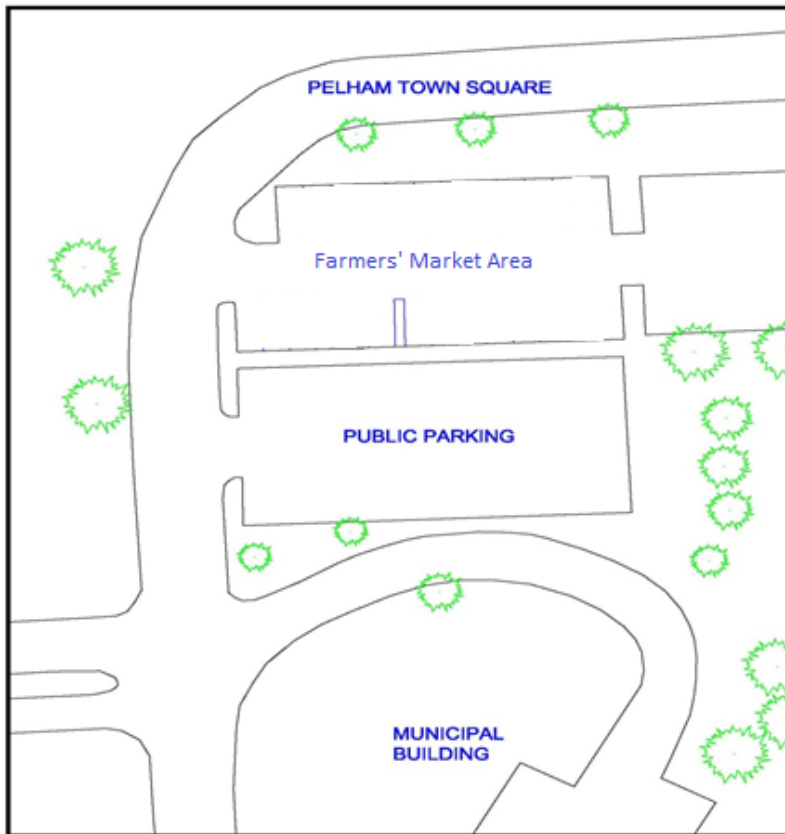 PELHAM TOWN SQUARE
Farmers' Market Area
PUBLIC PARKING
MUNICIPAL
BUILDING